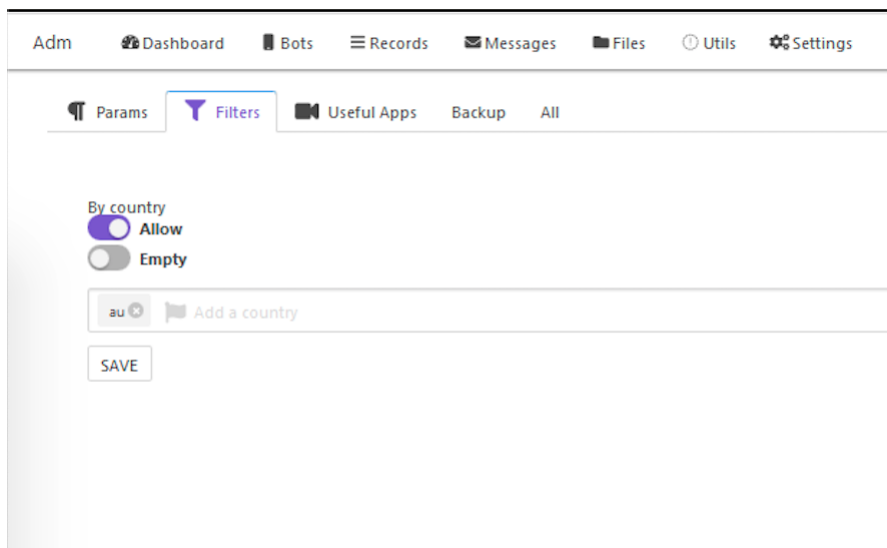 Adm Dashboard Bots Records Messages Files Utils Settings
Params Filters Useful Apps Backup All
By country
Allow
Empty
au Add a country
SAVE